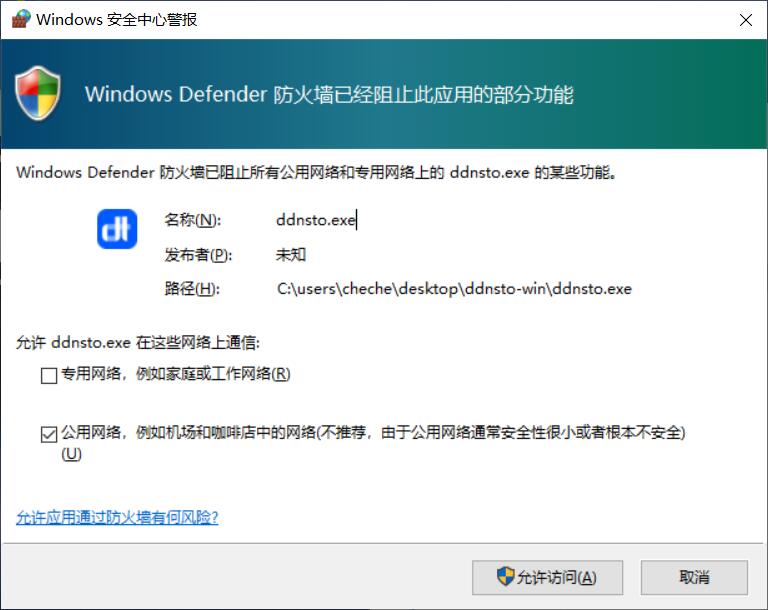 Windows 安全中心警报
Windows Defender 防火墙已经阻止此应用的部分功能
Windows Defender 防火墙已阻止所有公用网络和专用网络上的 ddnsto.exe 的某些功能。
dt
名称(N): ddnsto.exe
发布者(P): 未知
路径(H): C:\users\cheche\desktop\ddnsto-win\ddnsto.exe
允许 ddnsto.exe 在这些网络上通信:
专用网络，例如家庭或工作网络(R)
公用网络，例如机场和咖啡店中的网络(不推荐，由于公用网络通常安全性很小或者根本不安全)
(U)
允许应用通过防火墙有何风险?
允许访问(A) 取消